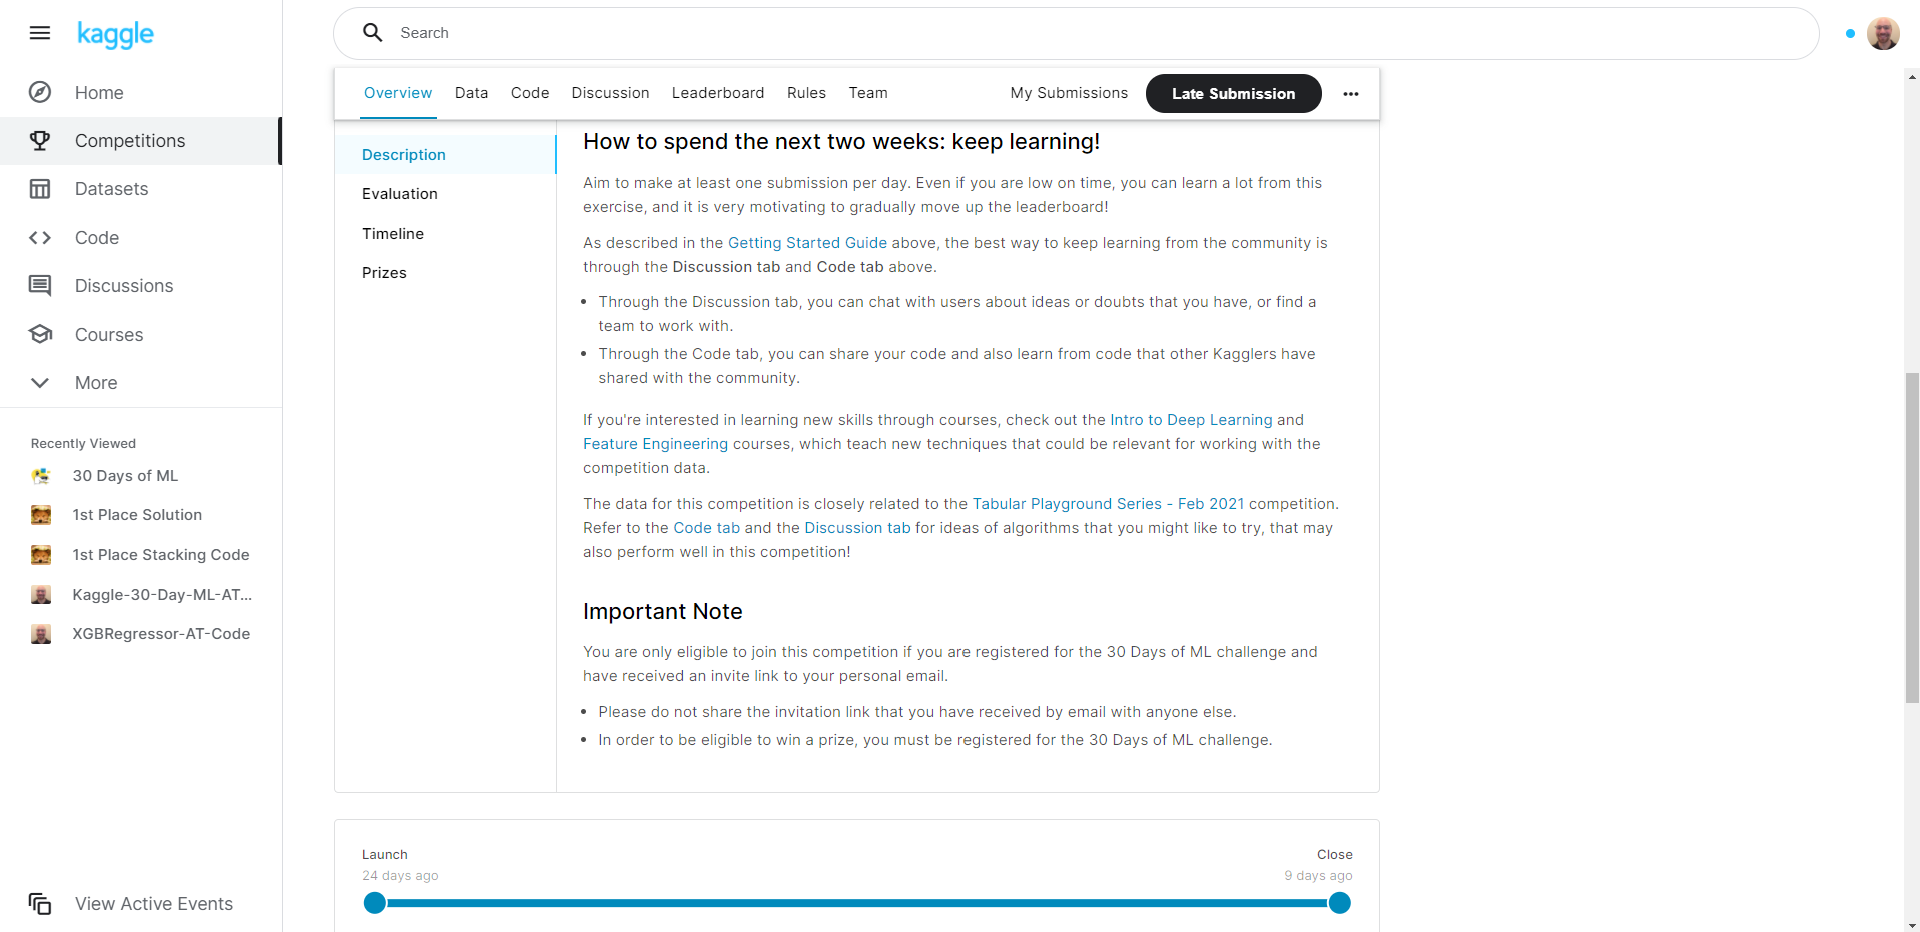 kaggle
Search
Home
Competitions
Datasets
Code
Discussions
Courses
More
Recently Viewed
30 Days of ML
1st Place Solution
1st Place Stacking Code
Kaggle-30-Day-ML-AT...
XGBRegressor-AT-Code
View Active Events
Overview Data Code Discussion Leaderboard Rules Team My Submissions Late Submission
Description
Evaluation
Timeline
Prizes
How to spend the next two weeks: keep learning!
Aim to make at least one submission per day. Even if you are low on time, you can learn a lot from this
exercise, and it is very motivating to gradually move up the leaderboard!
As described in the Getting Started Guide above, the best way to keep learning from the community is
through the Discussion tab and Code tab above.
• Through the Discussion tab, you can chat with users about ideas or doubts that you have, or find a
team to work with.
• Through the Code tab, you can share your code and also learn from code that other Kagglers have
shared with the community.
If you're interested in learning new skills through courses, check out the Intro to Deep Learning and
Feature Engineering courses, which teach new techniques that could be relevant for working with the
competition data.
The data for this competition is closely related to the Tabular Playground Series - Feb 2021 competition.
Refer to the Code tab and the Discussion tab for ideas of algorithms that you might like to try, that may
also perform well in this competition!
Important Note
You are only eligible to join this competition if you are registered for the 30 Days of ML challenge and
have received an invite link to your personal email.
• Please do not share the invitation link that you have received by email with anyone else.
• In order to be eligible to win a prize, you must be registered for the 30 Days of ML challenge.
Launch Close
24 days ago 9 days ago